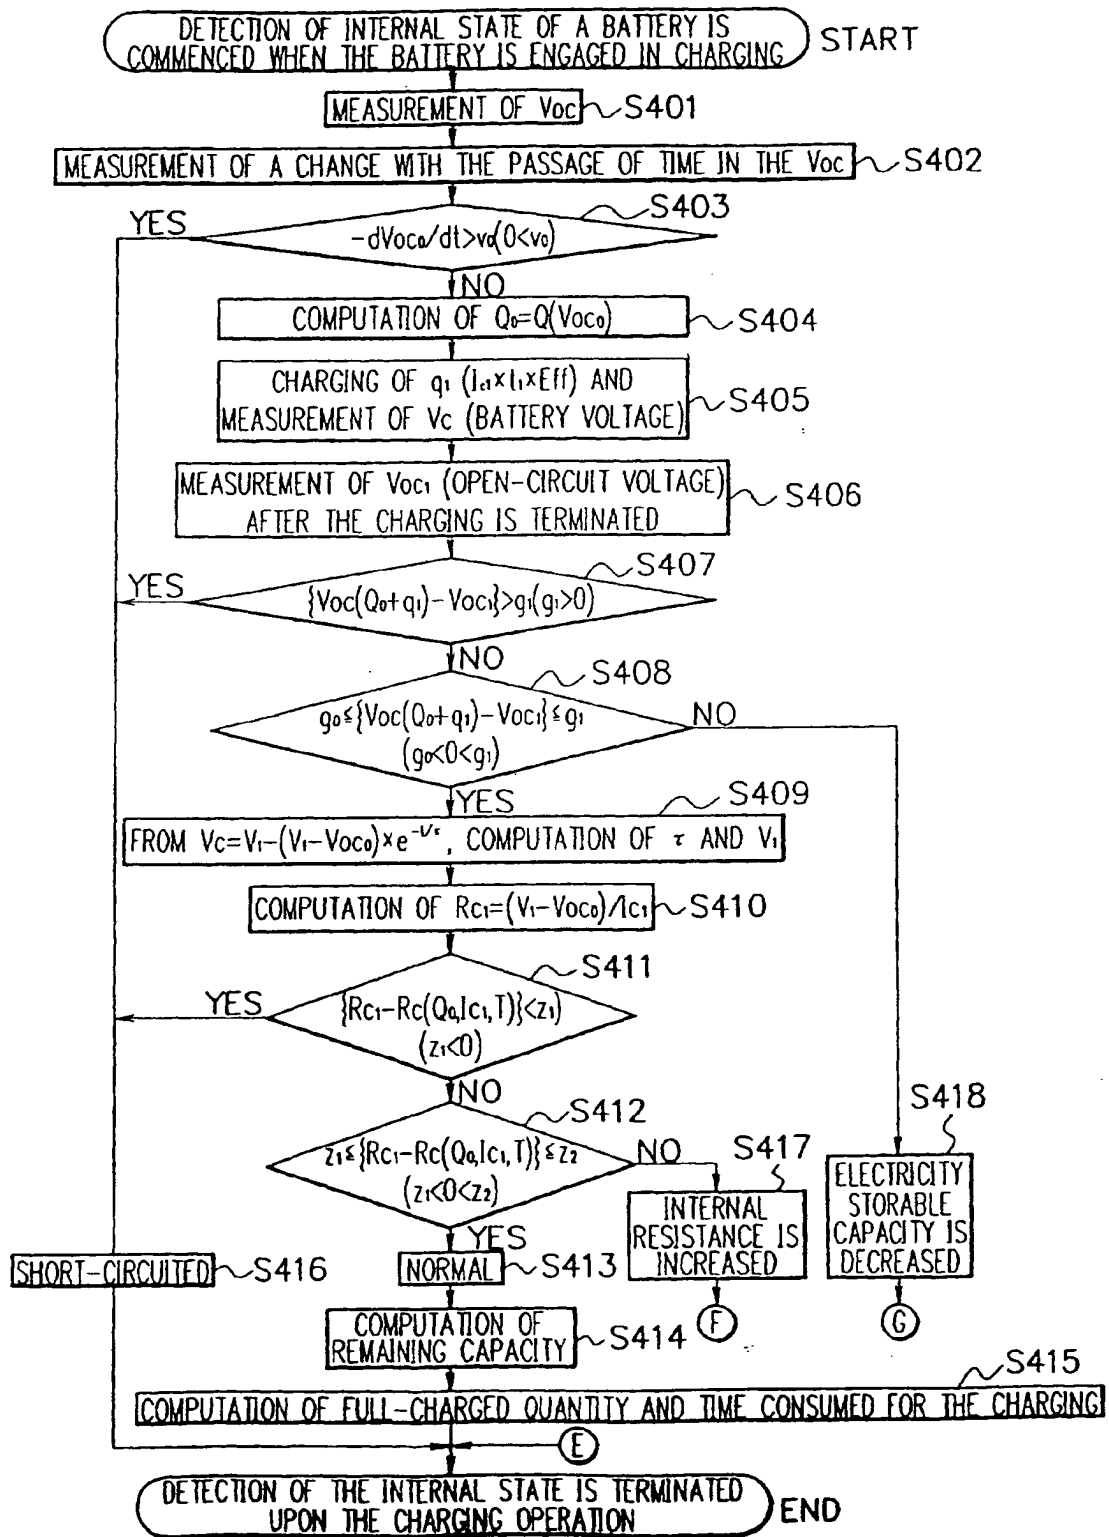 DETECTION OF INTERNAL STATE OF A BATTERY IS
COMMENCED WHEN THE BATTERY IS ENGAGED IN CHARGING
START
MEASUREMENT OF Voc
S401
MEASUREMENT OF A CHANGE WITH THE PASSAGE OF TIME IN THE Voc
S402
S403
YES
-dVoc₀/dt>v₀(0<v₀)
NO
COMPUTATION OF Q₀=Q(Voc₀)
S404
CHARGING OF q₁ (Ic₁×t₁×Eff) AND
MEASUREMENT OF Vc (BATTERY VOLTAGE)
S405
MEASUREMENT OF Voc₁ (OPEN-CIRCUIT VOLTAGE)
AFTER THE CHARGING IS TERMINATED
S406
S407
YES
{Voc(Q₀+q₁)-Voc₁}>g₁(g₁>0)
NO
S408
g₀≦{Voc(Q₀+q₁)-Voc₁}≦g₁
(g₀<0<g₁)
NO
YES
S409
FROM Vc=V₁-(V₁-Voc₀)×e^-t/τ, COMPUTATION OF τ AND V₁
COMPUTATION OF Rc₁=(V₁-Voc₀)/Ic₁
S410
S411
YES
{Rc₁-Rc(Q₀,Ic₁,T)}<z₁)
(z₁<0)
NO
S412
z₁≦{Rc₁-Rc(Q₀,Ic₁,T)}≦z₂
(z₁<0<z₂)
NO
YES
S417
INTERNAL
RESISTANCE IS
INCREASED
S418
ELECTRICITY
STORABLE
CAPACITY IS
DECREASED
SHORT-CIRCUITED
S416
NORMAL
S413
F
G
COMPUTATION OF
REMAINING CAPACITY
S414
S415
COMPUTATION OF FULL-CHARGED QUANTITY AND TIME CONSUMED FOR THE CHARGING
E
DETECTION OF THE INTERNAL STATE IS TERMINATED
UPON THE CHARGING OPERATION
END